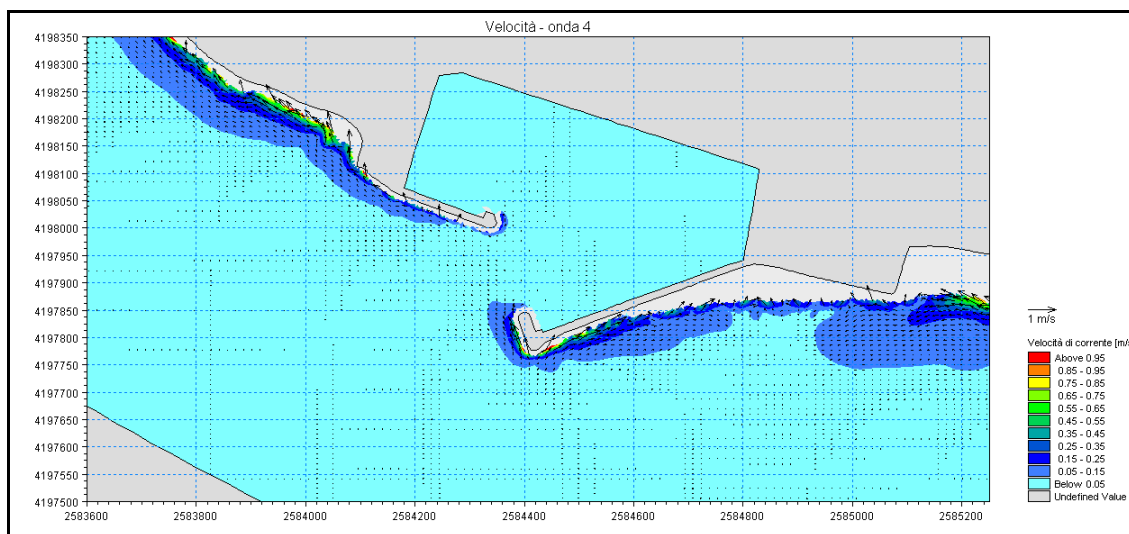 Velocità - onda 4
4198350
4198300
4198250
4198200
4198150
4198100
4198050
4198000
4197950
4197900
4197850
4197800
4197750
4197700
4197650
4197600
4197550
4197500
2583600
2583800
2584000
2584200
2584400
2584600
2584800
2585000
2585200
1 m/s
Velocità di corrente [m/s
Above 0.95
0.85 - 0.95
0.75 - 0.85
0.65 - 0.75
0.55 - 0.65
0.45 - 0.55
0.35 - 0.45
0.25 - 0.35
0.15 - 0.25
0.05 - 0.15
Below 0.05
Undefined Value